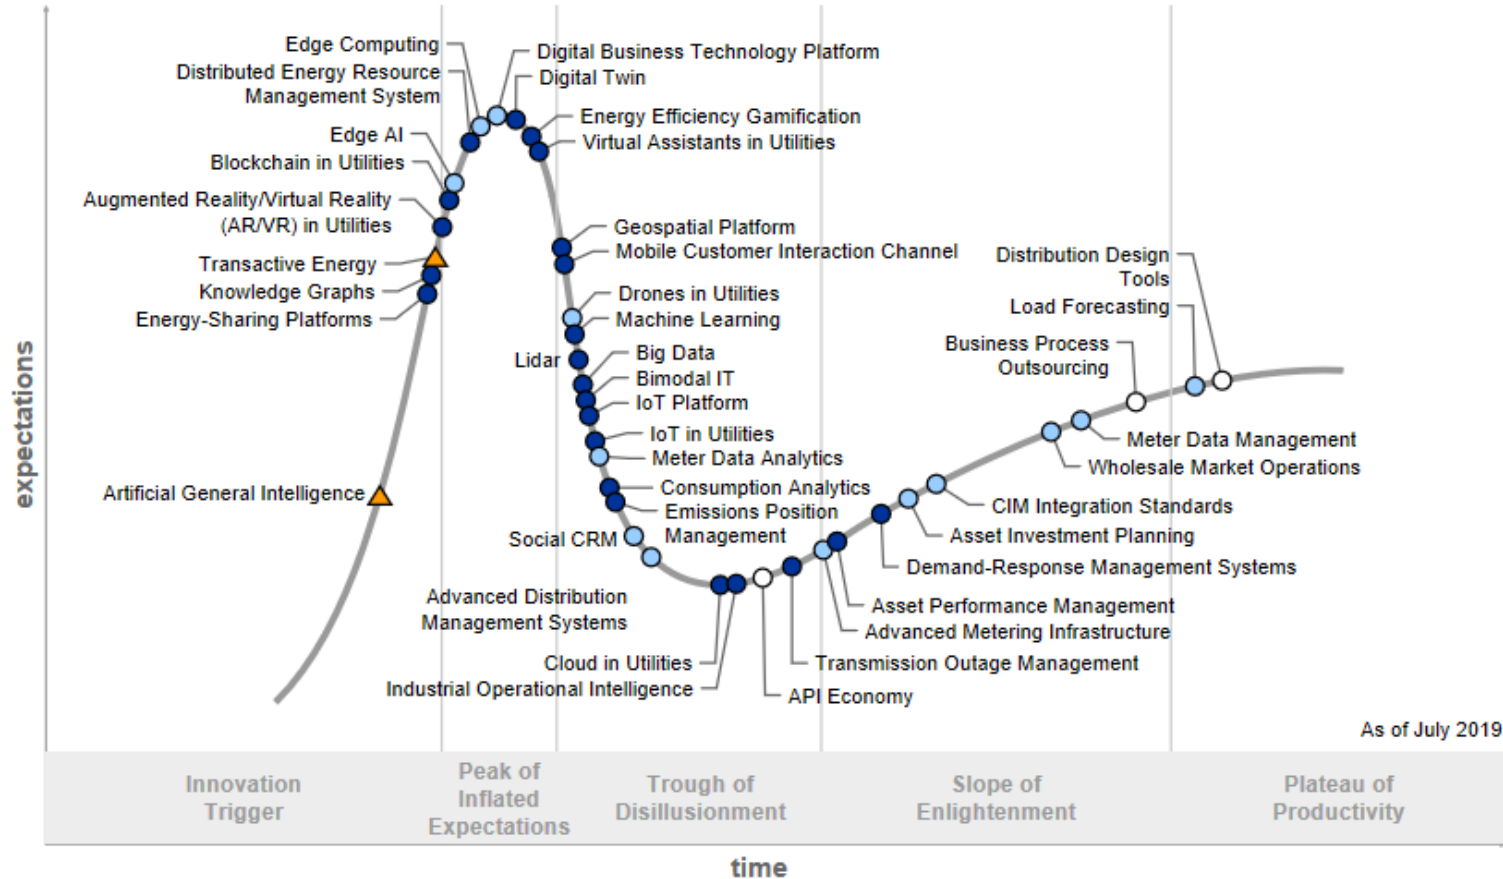 Edge Computing
Distributed Energy Resource
Management System
Edge AI
Blockchain in Utilities
Augmented Reality/Virtual Reality
(AR/VR) in Utilities
Transactive Energy
Knowledge Graphs
Energy-Sharing Platforms
Artificial General Intelligence
Digital Business Technology Platform
Digital Twin
Energy Efficiency Gamification
Virtual Assistants in Utilities
Geospatial Platform
Mobile Customer Interaction Channel
Drones in Utilities
Machine Learning
Lidar
Big Data
Bimodal IT
IoT Platform
IoT in Utilities
Meter Data Analytics
Consumption Analytics
Emissions Position
Management
Social CRM
Advanced Distribution
Management Systems
Cloud in Utilities
Industrial Operational Intelligence
API Economy
Transmission Outage Management
Advanced Metering Infrastructure
Asset Performance Management
Demand-Response Management Systems
Asset Investment Planning
CIM Integration Standards
Wholesale Market Operations
Meter Data Management
Business Process
Outsourcing
Load Forecasting
Distribution Design
Tools
expectations
As of July 2019
Innovation
Trigger
Peak of
Inflated
Expectations
Trough of
Disillusionment
Slope of
Enlightenment
Plateau of
Productivity
time